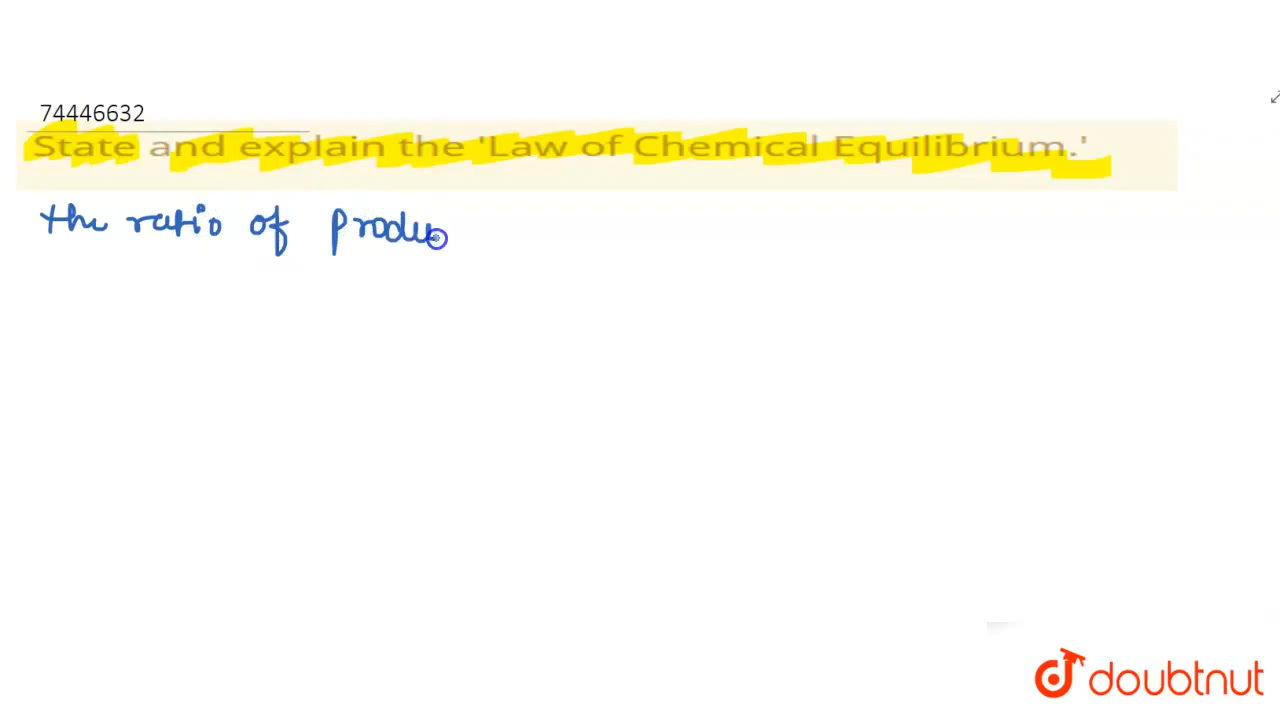 74446632
State and explain the 'Law of Chemical Equilibrium.'
the ratio of produ
doubtnut